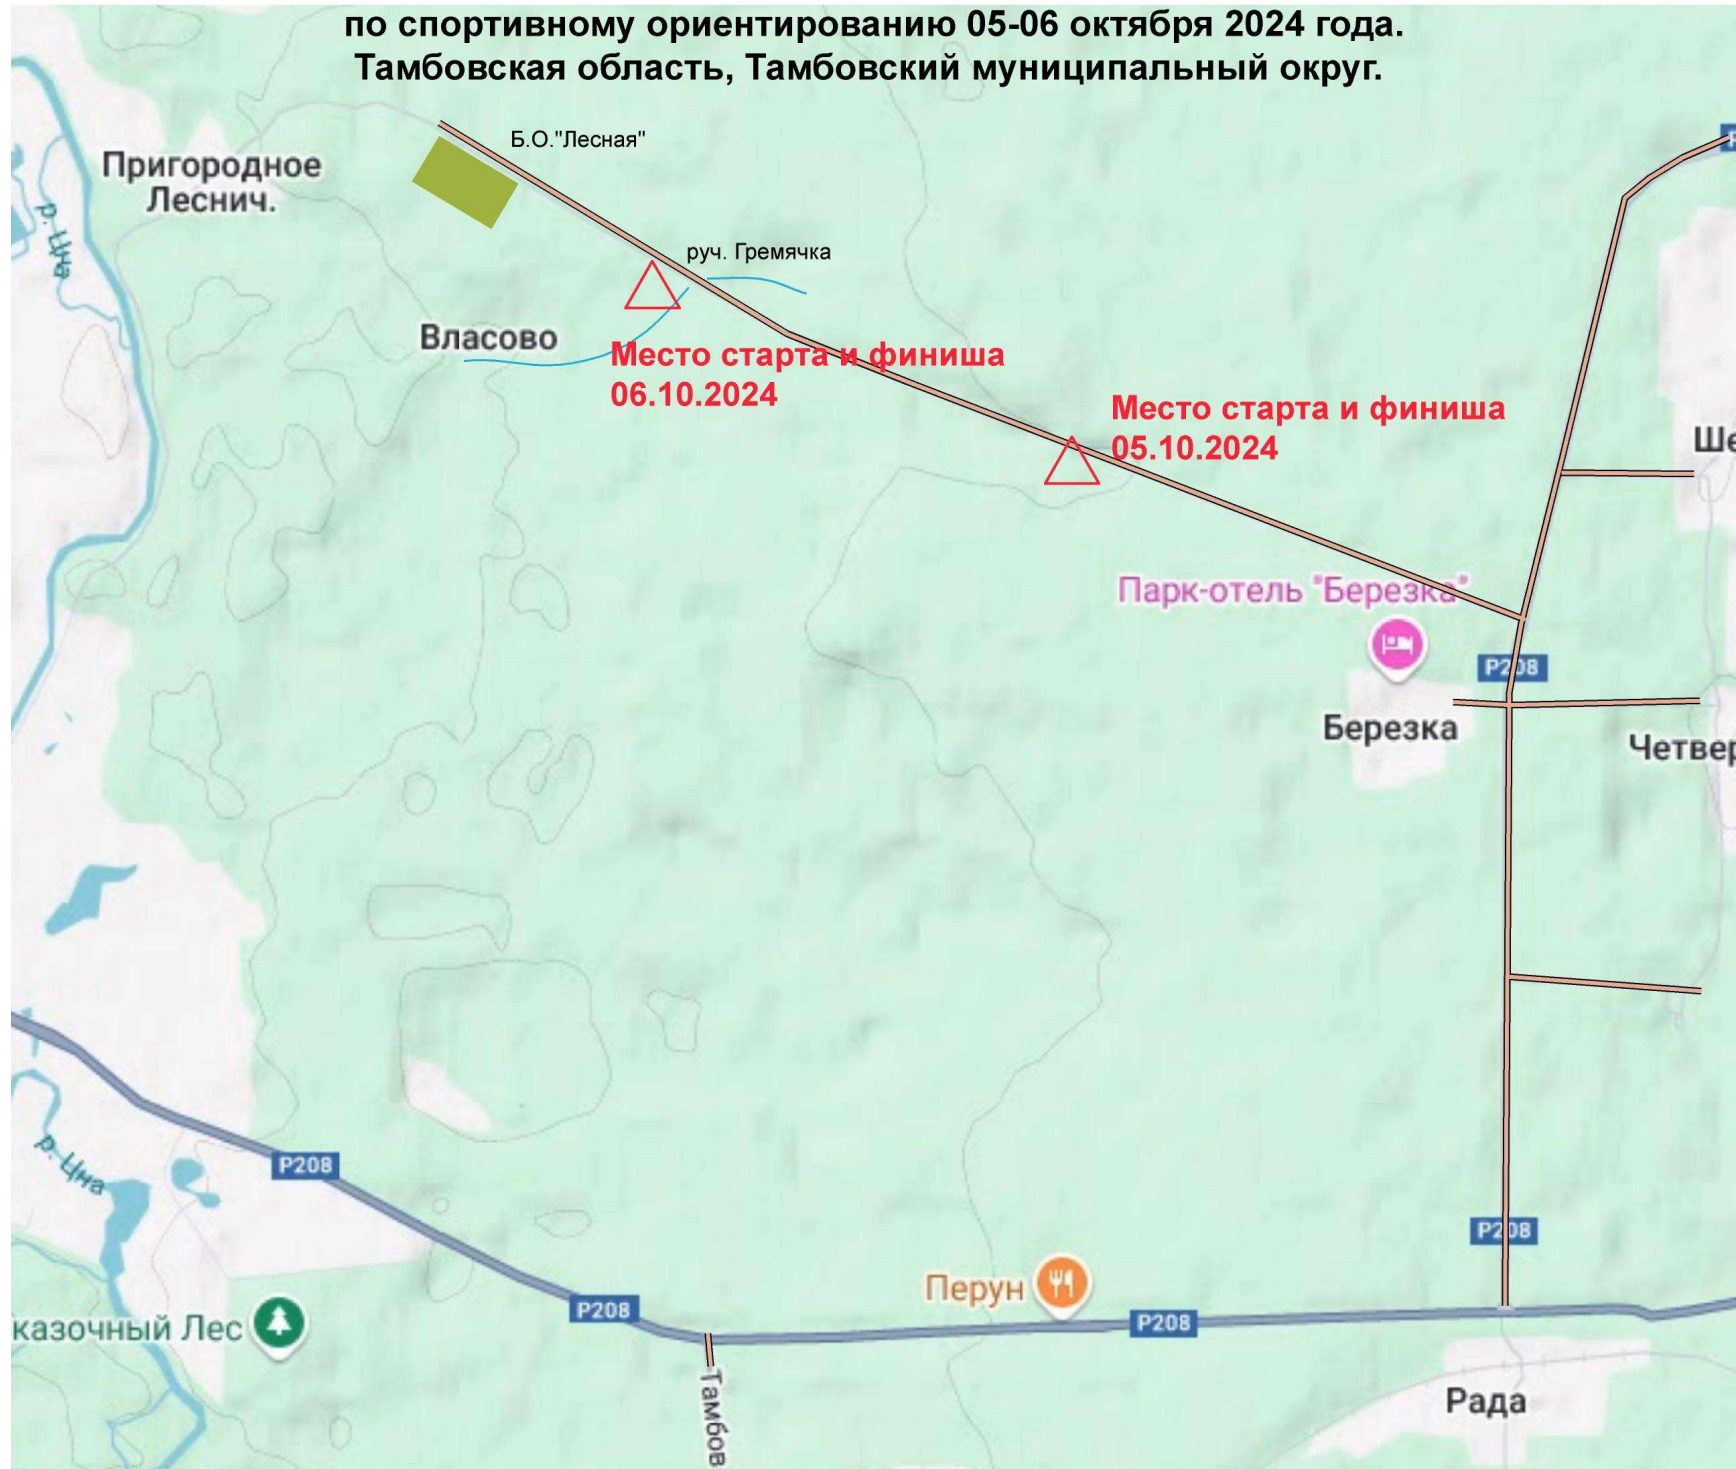 по спортивному ориентированию 05-06 октября 2024 года.
Тамбовская область, Тамбовский муниципальный округ.
Б.О."Лесная"
Пригородное
Леснич.
р. Цна
руч. Гремячка
Власово
Место старта и финиша
06.10.2024
Место старта и финиша
05.10.2024
Ше
Парк-отель "Березка"
Р208
Березка
Четвер
р. Цна
Р208
Р208
Перун
Р208
Р208
казочный Лес
Тамбов
Рада